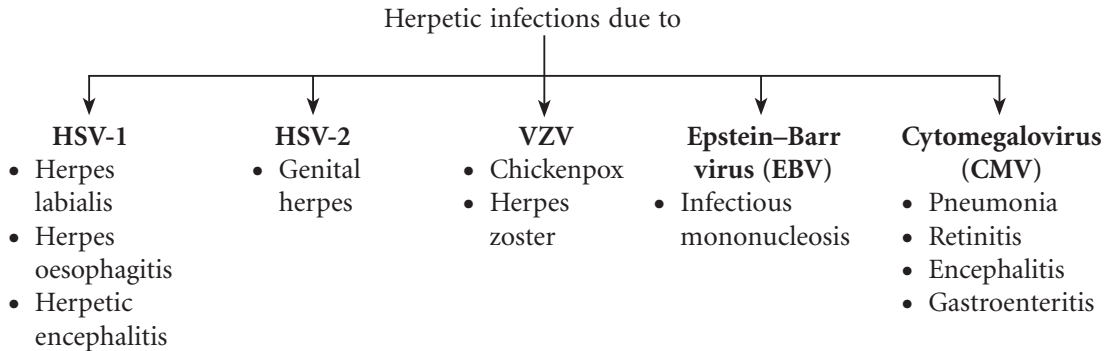 Herpetic infections due to
HSV-1
• Herpes
labialis
• Herpes
oesophagitis
• Herpetic
encephalitis
HSV-2
• Genital
herpes
VZV
• Chickenpox
• Herpes
zoster
Epstein–Barr
virus (EBV)
• Infectious
mononucleosis
Cytomegalovirus
(CMV)
• Pneumonia
• Retinitis
• Encephalitis
• Gastroenteritis